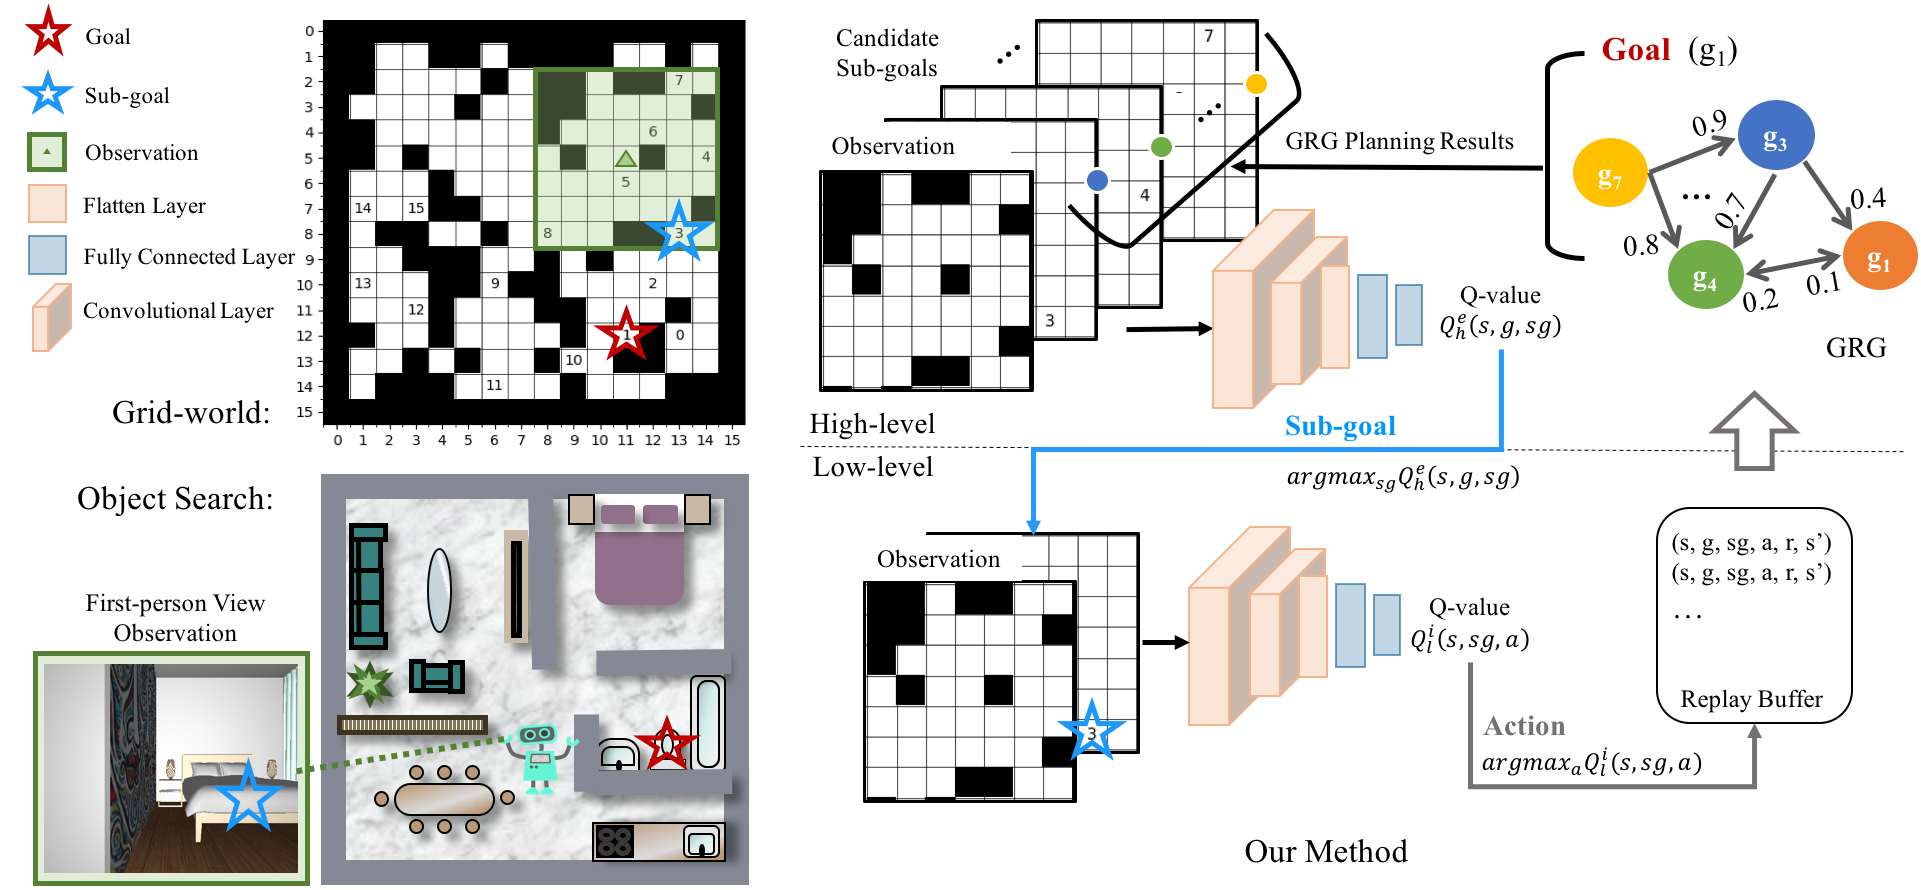 Goal
Sub-goal
Observation
Flatten Layer
Fully Connected Layer
Convolutional Layer
Grid-world:
0
1
2
3
4
5
6
7
8
9
10
11
12
13
14
15
0 1 2 3 4 5 6 7 8 9 10 11 12 13 14 15
7
6
4
5
14 15
8 3
13 9 2
12
1 0
10
11
Object Search:
First-person View
Observation
Candidate
Sub-goals
Observation
7
4
3
GRG Planning Results
Goal (g1)
g7
g3
g4
g1
0.9
0.7
0.4
0.8
0.2
0.1
...
GRG
Q-value
Q_h^e(s, g, sg)
High-level
Sub-goal
Low-level
argmax_sg Q_h^e(s, g, sg)
Observation
3
Q-value
Q_l^i(s, sg, a)
Action
argmax_a Q_l^i(s, sg, a)
(s, g, sg, a, r, s’)
(s, g, sg, a, r, s’)
...
Replay Buffer
Our Method